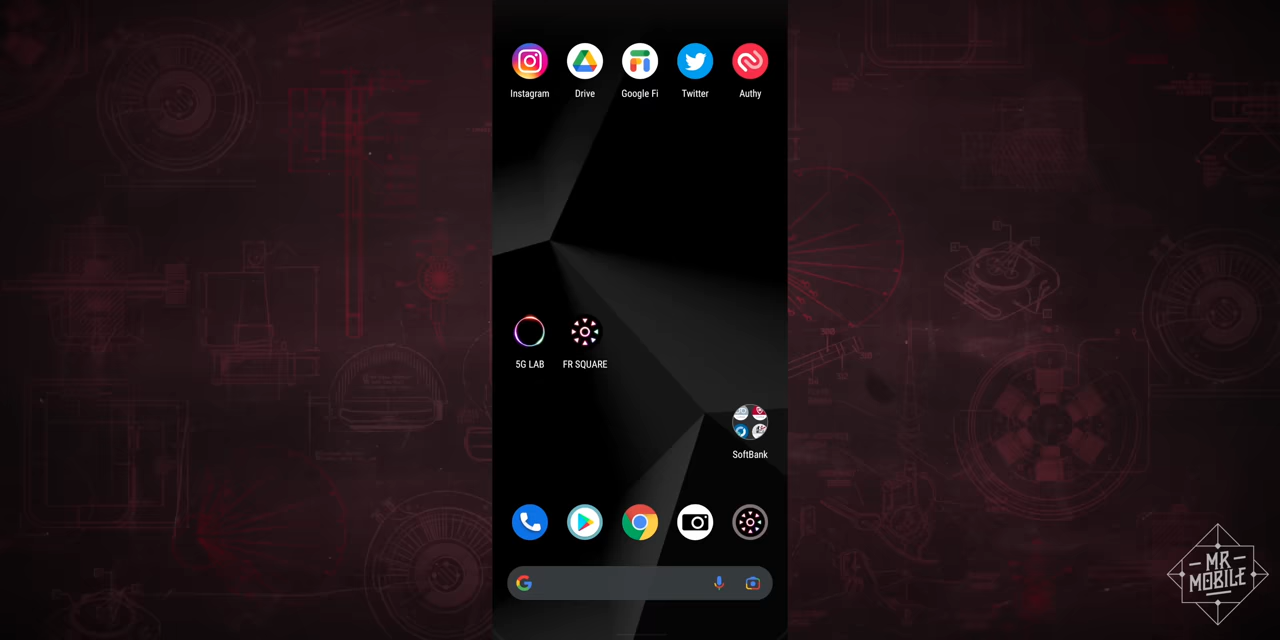 Instagram Drive Google Fi Twitter Authy
5G LAB FR SQUARE
SoftBank
MR
MOBILE